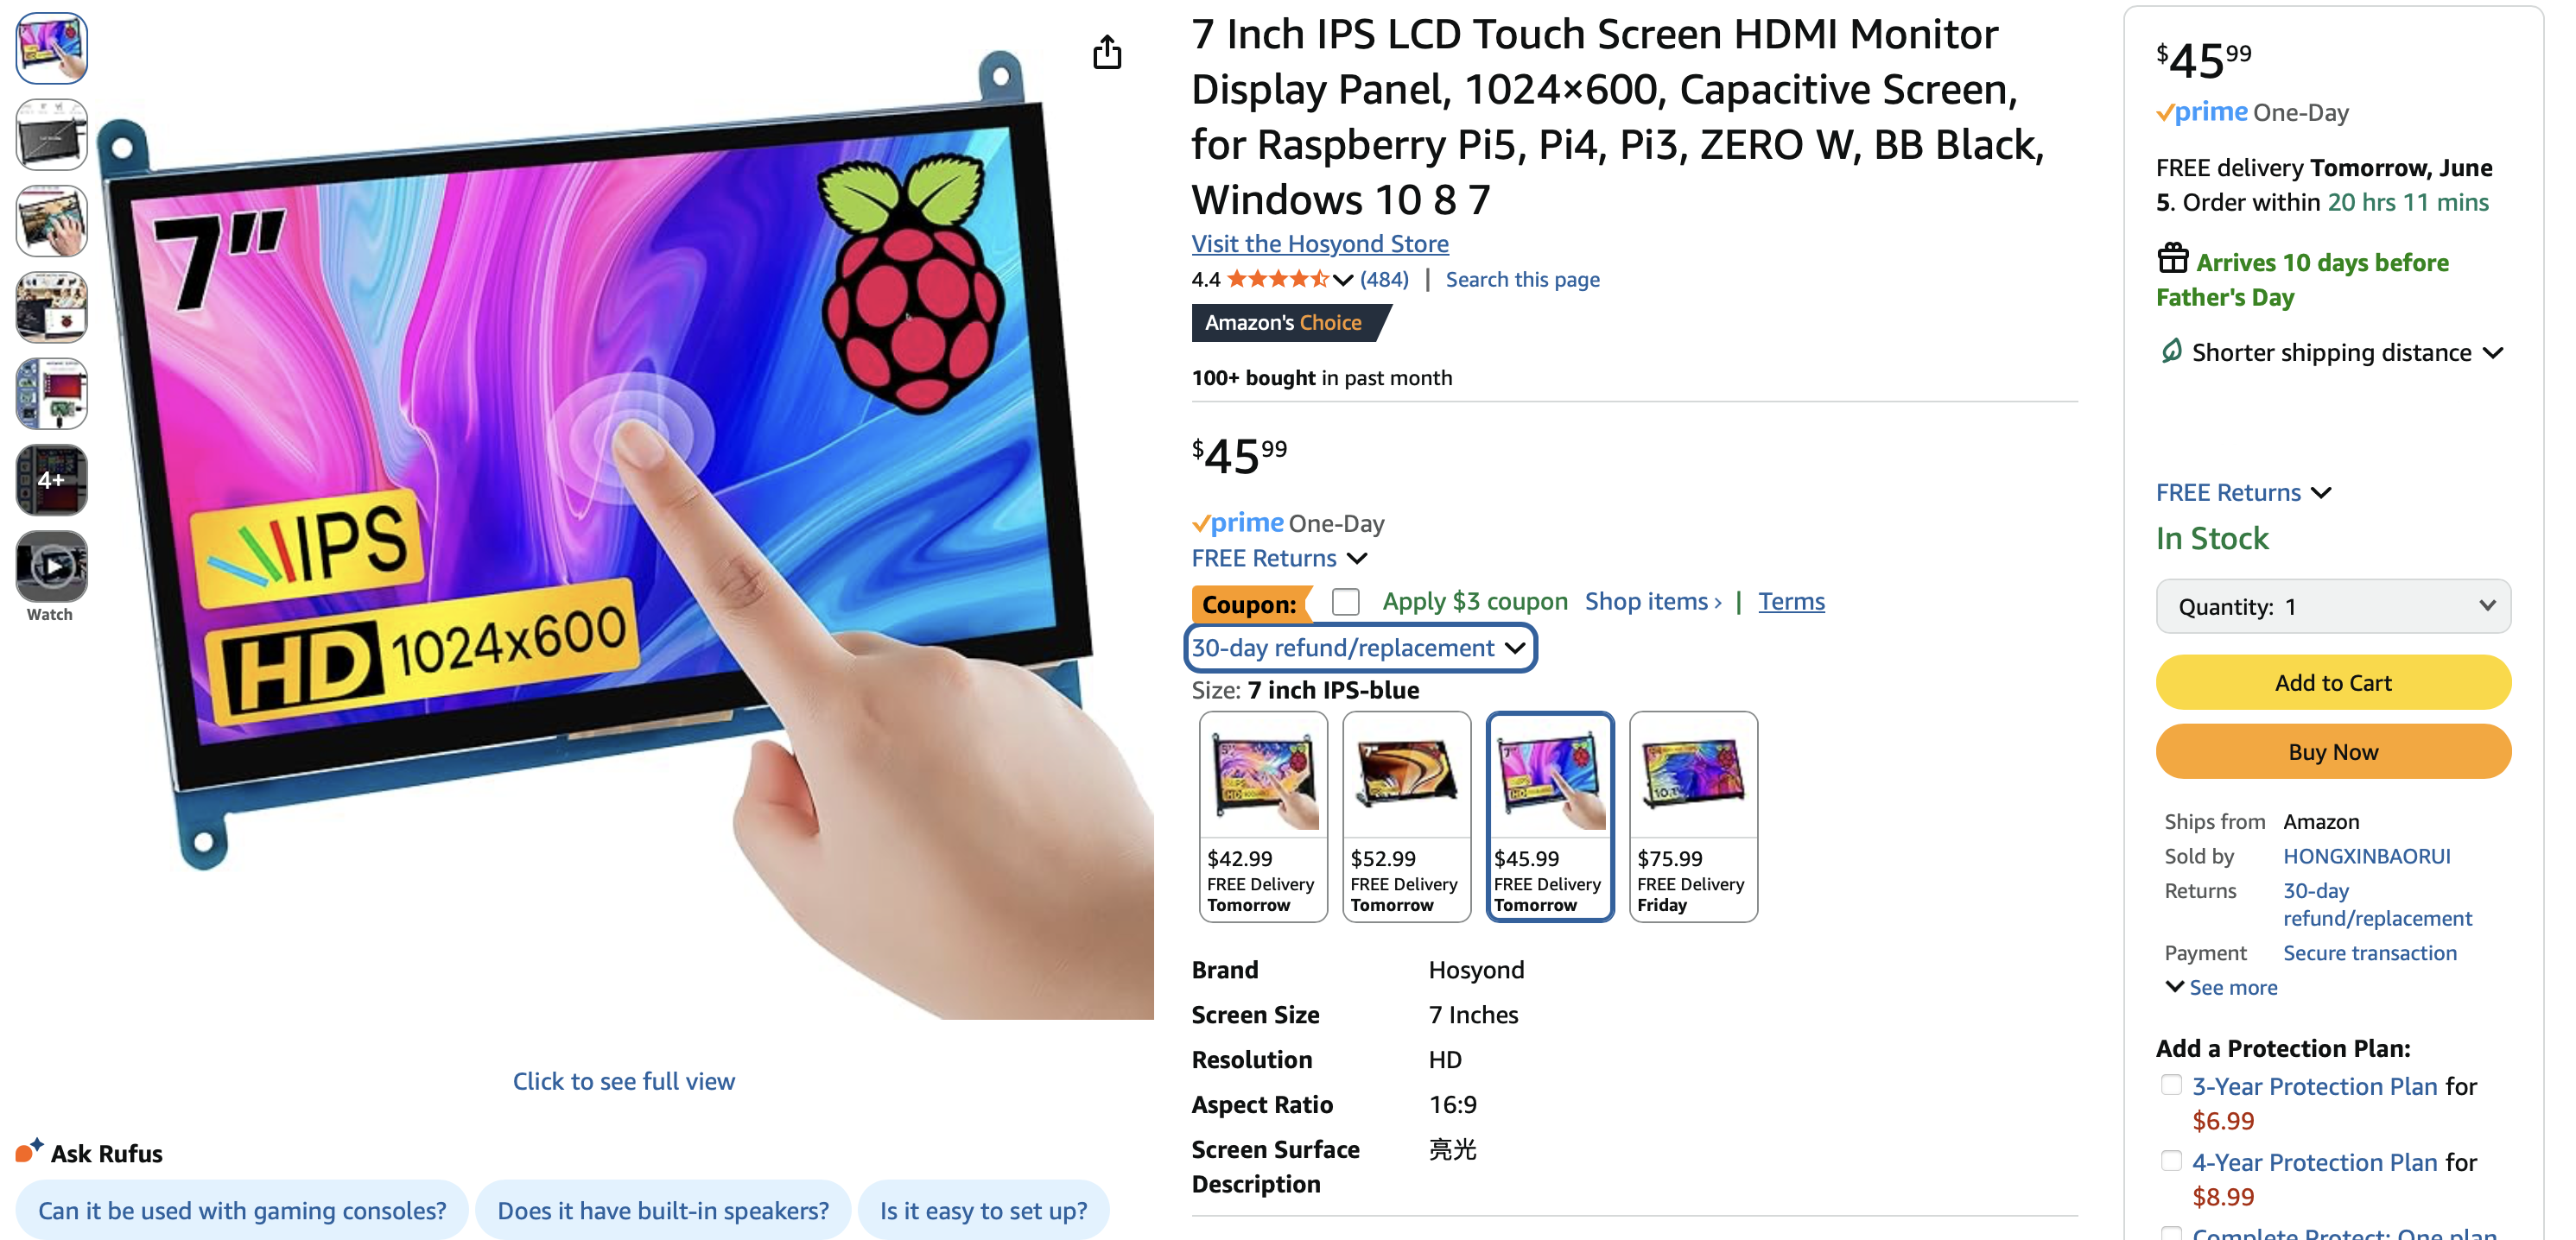 7"
IPS
HD 1024x600
4+
Watch
Click to see full view
Ask Rufus
Can it be used with gaming consoles?
Does it have built-in speakers?
Is it easy to set up?
7 Inch IPS LCD Touch Screen HDMI Monitor
Display Panel, 1024×600, Capacitive Screen,
for Raspberry Pi5, Pi4, Pi3, ZERO W, BB Black,
Windows 10 8 7
Visit the Hosyond Store
4.4 (484) | Search this page
Amazon's Choice
100+ bought in past month
$45 99
prime One-Day
FREE Returns
Coupon: Apply $3 coupon Shop items › | Terms
30-day refund/replacement
Size: 7 inch IPS-blue
$42.99
FREE Delivery
Tomorrow
$52.99
FREE Delivery
Tomorrow
$45.99
FREE Delivery
Tomorrow
$75.99
FREE Delivery
Friday
Brand Hosyond
Screen Size 7 Inches
Resolution HD
Aspect Ratio 16:9
Screen Surface 亮光
Description
$45 99
prime One-Day
FREE delivery Tomorrow, June
5. Order within 20 hrs 11 mins
Arrives 10 days before
Father's Day
Shorter shipping distance
FREE Returns
In Stock
Quantity: 1
Add to Cart
Buy Now
Ships from Amazon
Sold by HONGXINBAORUI
Returns 30-day
refund/replacement
Payment Secure transaction
See more
Add a Protection Plan:
3-Year Protection Plan for
$6.99
4-Year Protection Plan for
$8.99
Complete Protect: One plan